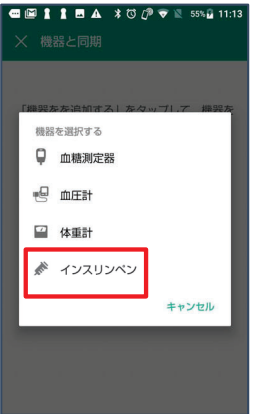 55% 11:13
機器と同期
「機器をを追加する」をタップして、機器を
機器を選択する
血糖測定器
血圧計
体重計
インスリンペン
キャンセル